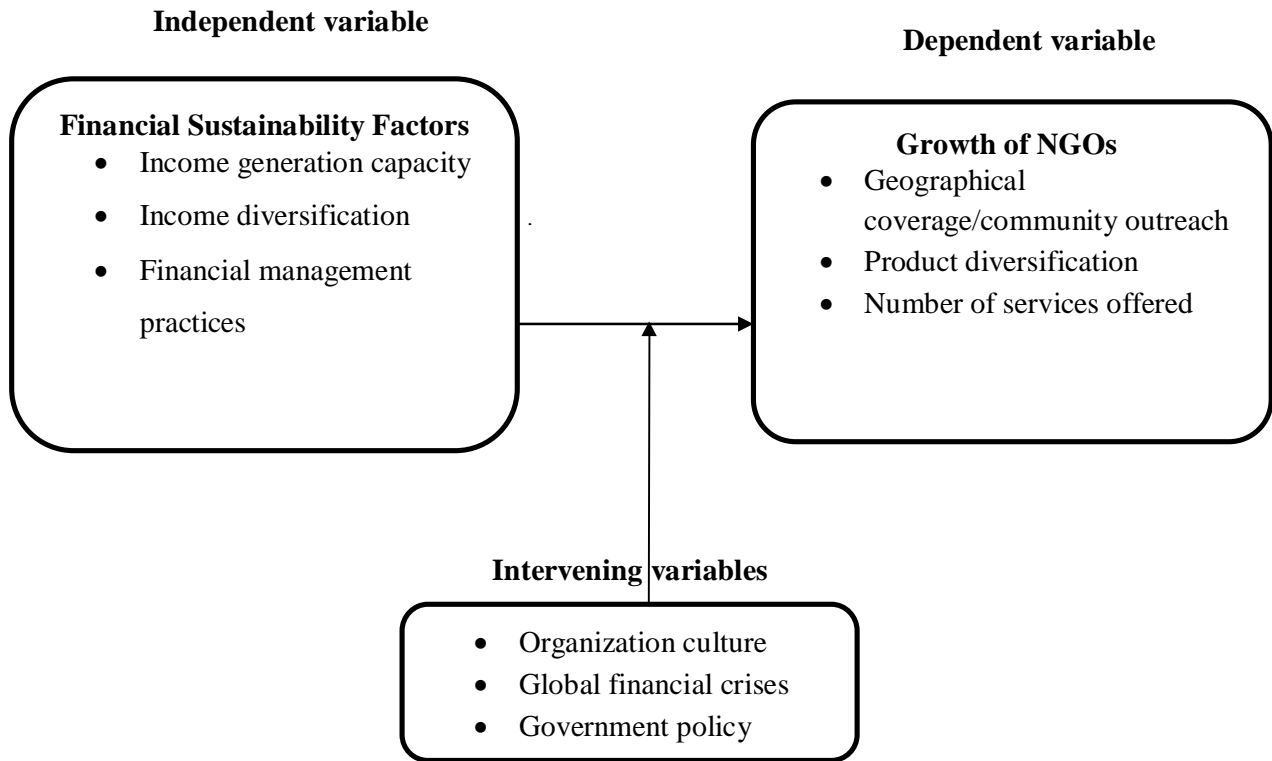 Independent variable
Dependent variable
Financial Sustainability Factors
• Income generation capacity
• Income diversification
• Financial management
practices
.
Growth of NGOs
• Geographical
coverage/community outreach
• Product diversification
• Number of services offered
Intervening variables
• Organization culture
• Global financial crises
• Government policy